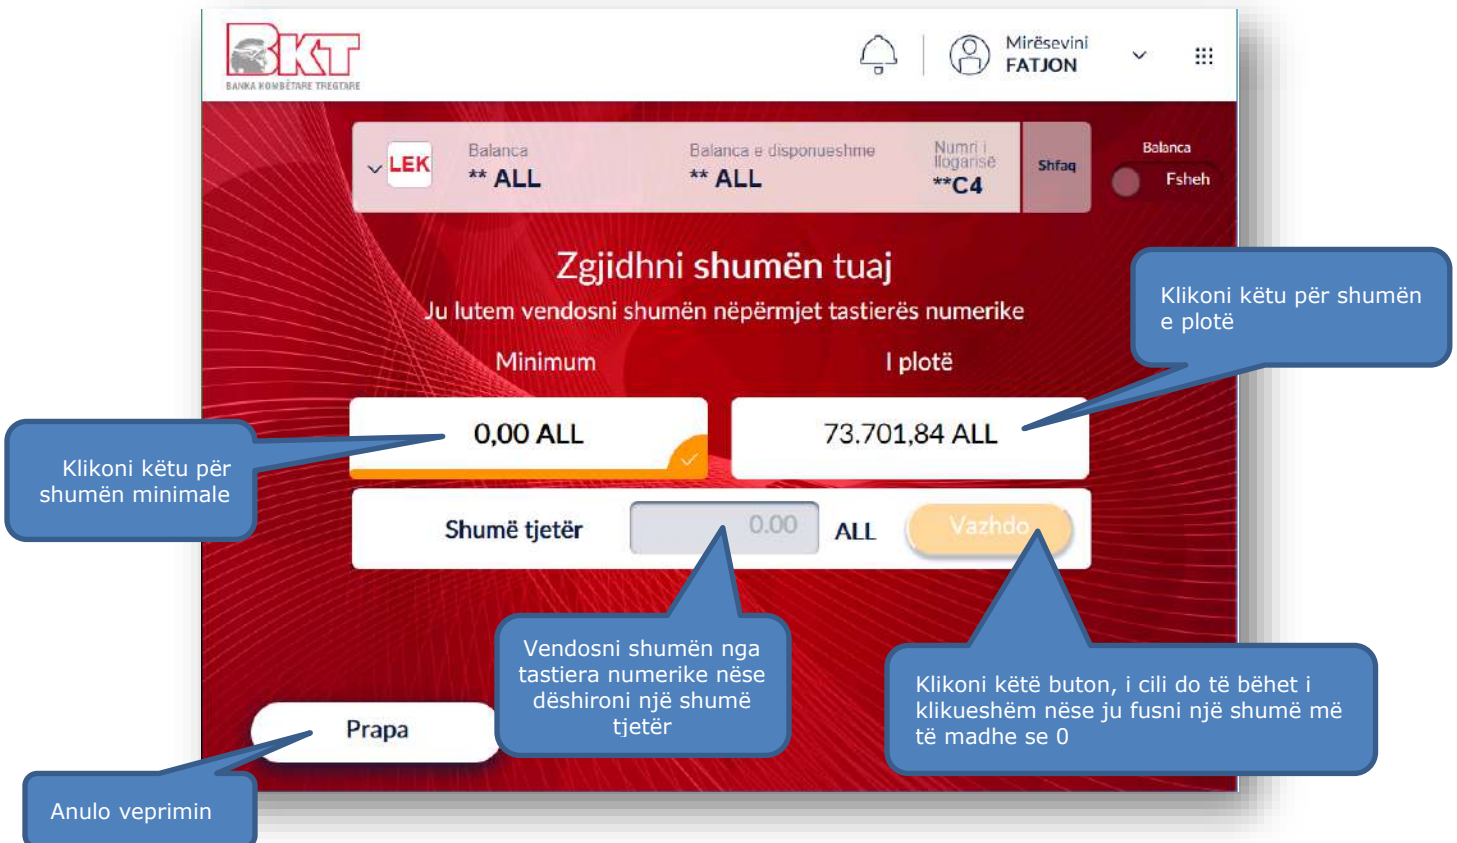 BKT
BANKA KOMBËTARE TREGTARE
Mirësevini
FATJON
LEK
Balanca
** ALL
Balanca e disponueshme
** ALL
Numri i
llogarisë
**C4
Shfaq
Balanca
Fsheh
Zgjidhni shumën tuaj
Ju lutem vendosni shumën nëpërmjet tastierës numerike
Minimum
I plotë
0,00 ALL
73.701,84 ALL
Shumë tjetër
0.00
ALL
Vazhdo
Prapa
Klikoni këtu për shumën
e plotë
Klikoni këtu për
shumën minimale
Vendosni shumën nga
tastiera numerike nëse
dëshironi një shumë
tjetër
Klikoni këtë buton, i cili do të bëhet i
klikueshëm nëse ju fusni një shumë më
të madhe se 0
Anulo veprimin